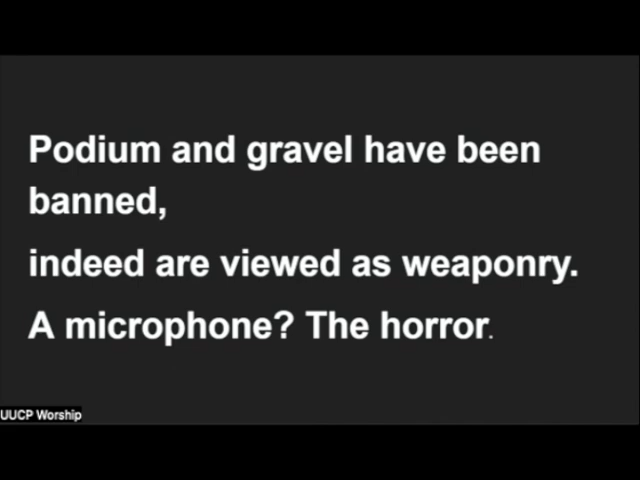 Podium and gravel have been
banned,
indeed are viewed as weaponry.
A microphone? The horror.
UUCP Worship